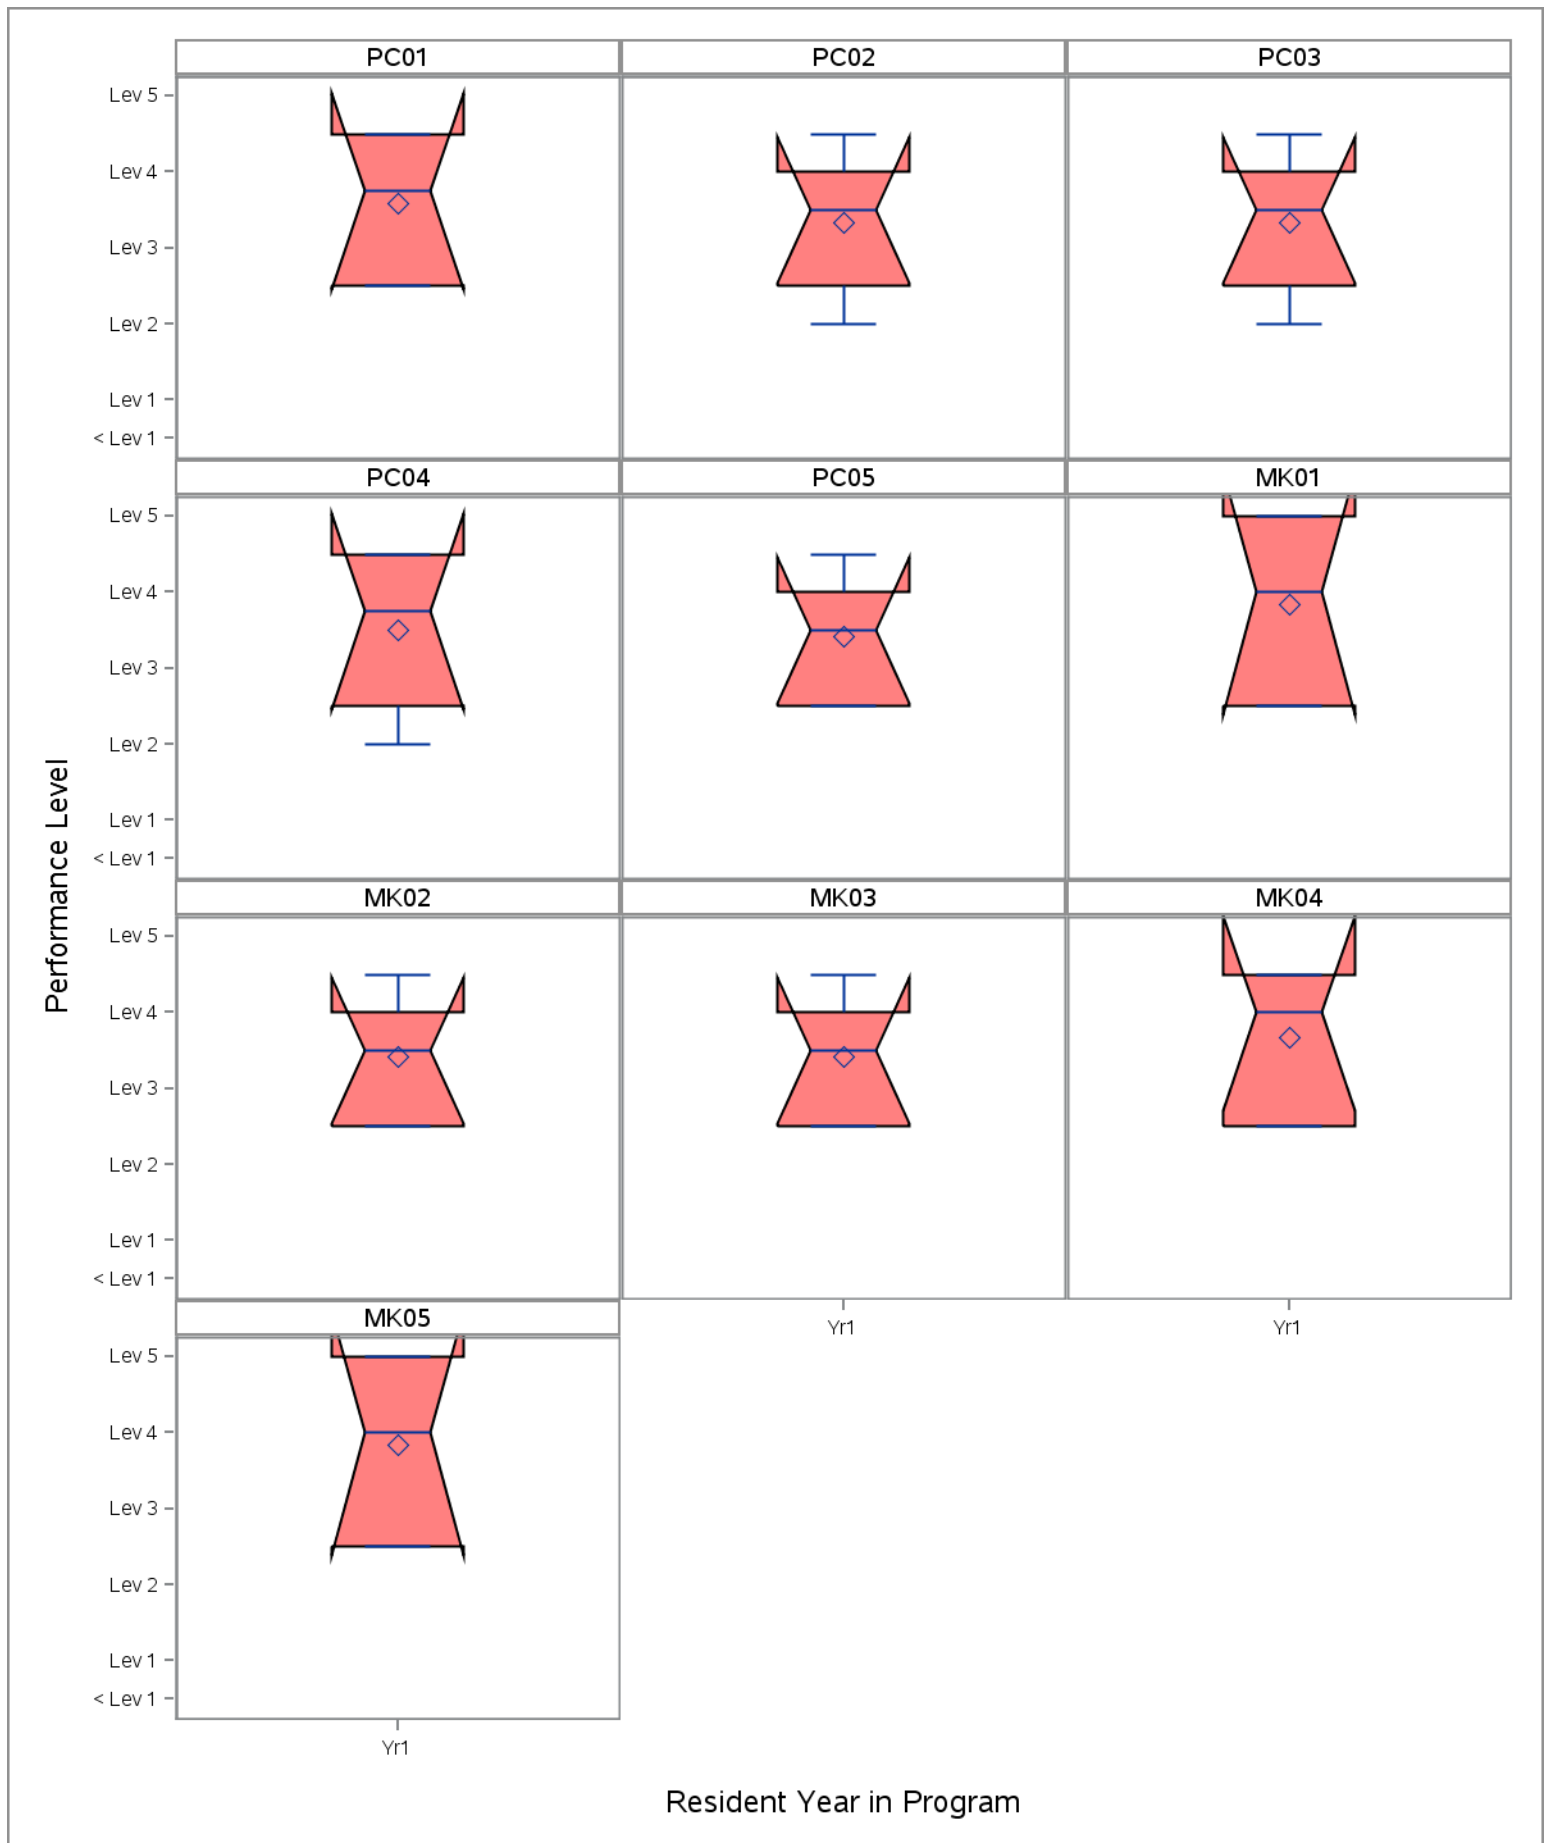 PC01 PC02 PC03
Lev 5
Lev 4
Lev 3
Lev 2
Lev 1
< Lev 1
PC04 PC05 MK01
Lev 5
Lev 4
Lev 3
Lev 2
Lev 1
< Lev 1
Performance Level
MK02 MK03 MK04
Lev 5
Lev 4
Lev 3
Lev 2
Lev 1
< Lev 1
MK05
Yr1 Yr1
Lev 5
Lev 4
Lev 3
Lev 2
Lev 1
< Lev 1
Yr1
Resident Year in Program